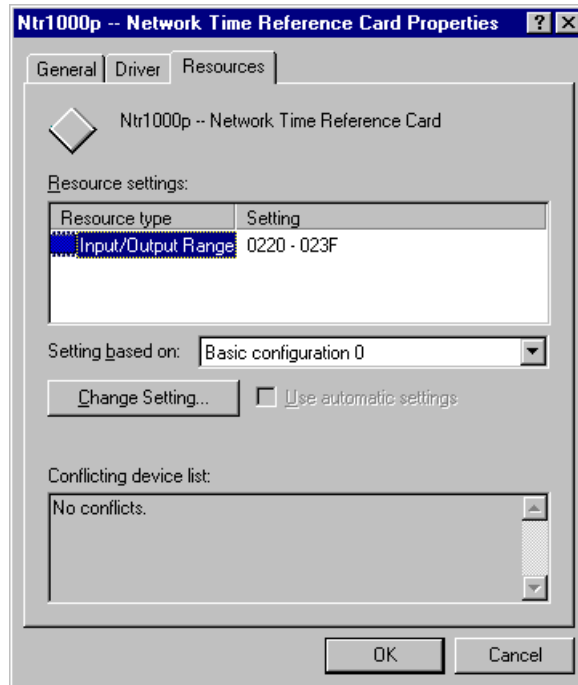 Ntr1000p -- Network Time Reference Card Properties
General Driver Resources
Ntr1000p -- Network Time Reference Card
Resource settings:
Resource type Setting
Input/Output Range 0220 - 023F
Setting based on: Basic configuration 0
Change Setting... Use automatic settings
Conflicting device list:
No conflicts.
OK Cancel